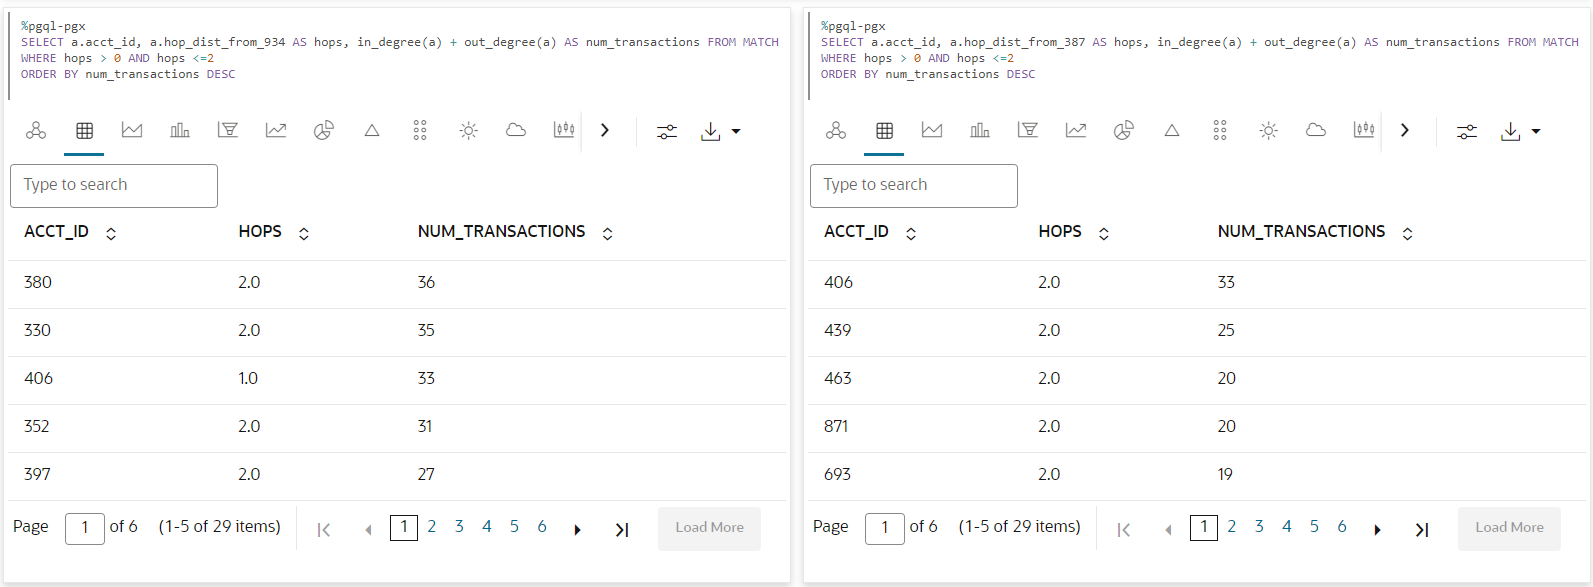 %pgql-pgx
SELECT a.acct_id, a.hop_dist_from_934 AS hops, in_degree(a) + out_degree(a) AS num_transactions FROM MATCH
WHERE hops > 0 AND hops <=2
ORDER BY num_transactions DESC
Type to search
ACCT_ID HOPS NUM_TRANSACTIONS
380 2.0 36
330 2.0 35
406 1.0 33
352 2.0 31
397 2.0 27
Page 1 of 6 (1-5 of 29 items) 1 2 3 4 5 6 Load More
%pgql-pgx
SELECT a.acct_id, a.hop_dist_from_387 AS hops, in_degree(a) + out_degree(a) AS num_transactions FROM MATCH
WHERE hops > 0 AND hops <=2
ORDER BY num_transactions DESC
Type to search
ACCT_ID HOPS NUM_TRANSACTIONS
406 2.0 33
439 2.0 25
463 2.0 20
871 2.0 20
693 2.0 19
Page 1 of 6 (1-5 of 29 items) 1 2 3 4 5 6 Load More